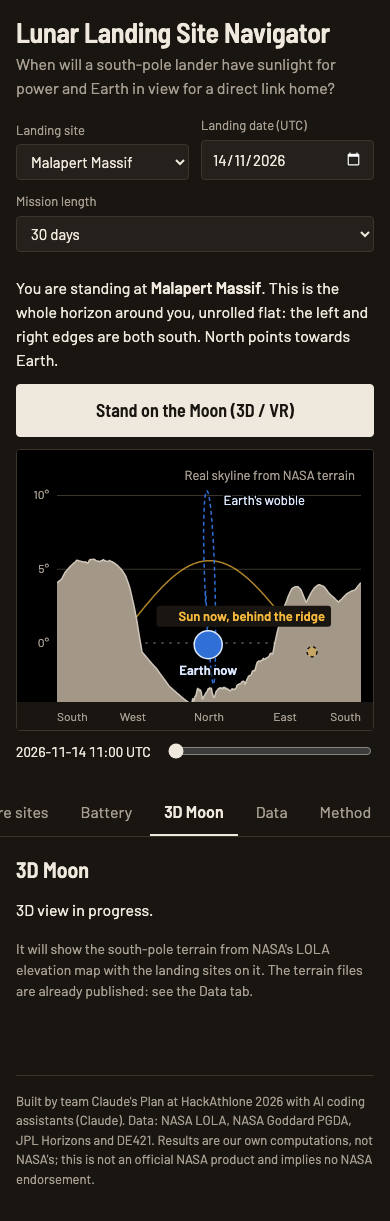 Lunar Landing Site Navigator
When will a south-pole lander have sunlight for
power and Earth in view for a direct link home?
Landing site
Landing date (UTC)
Malapert Massif
14/11/2026
Mission length
30 days
You are standing at Malapert Massif. This is the
whole horizon around you, unrolled flat: the left and
right edges are both south. North points towards
Earth.
Stand on the Moon (3D / VR)
Real skyline from NASA terrain
10°
Earth's wobble
5°
Sun now, behind the ridge
0°
Earth now
South West North East South
2026-11-14 11:00 UTC
re sites Battery 3D Moon Data Method
3D Moon
3D view in progress.
It will show the south-pole terrain from NASA's LOLA
elevation map with the landing sites on it. The terrain files
are already published: see the Data tab.
Built by team Claude's Plan at HackAthlone 2026 with AI coding
assistants (Claude). Data: NASA LOLA, NASA Goddard PGDA,
JPL Horizons and DE421. Results are our own computations, not
NASA's; this is not an official NASA product and implies no NASA
endorsement.